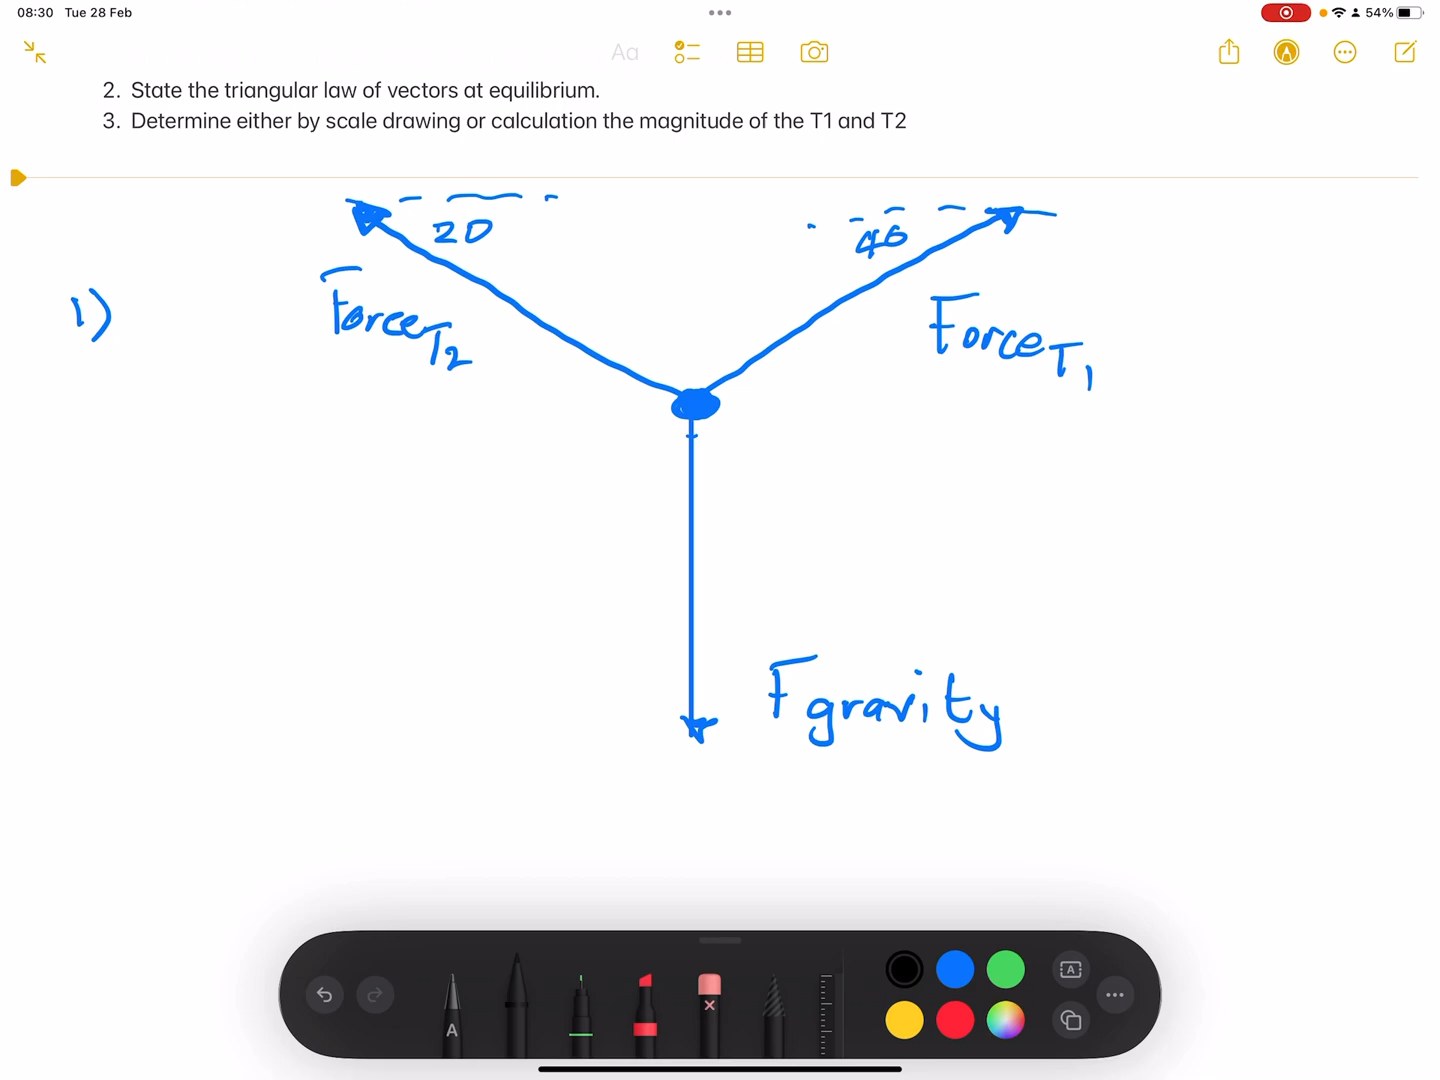 08:30 Tue 28 Feb 54%
Aa
2. State the triangular law of vectors at equilibrium.
3. Determine either by scale drawing or calculation the magnitude of the T1 and T2
20
40
1)
Force T2
Force T1
Fgravity
A
A